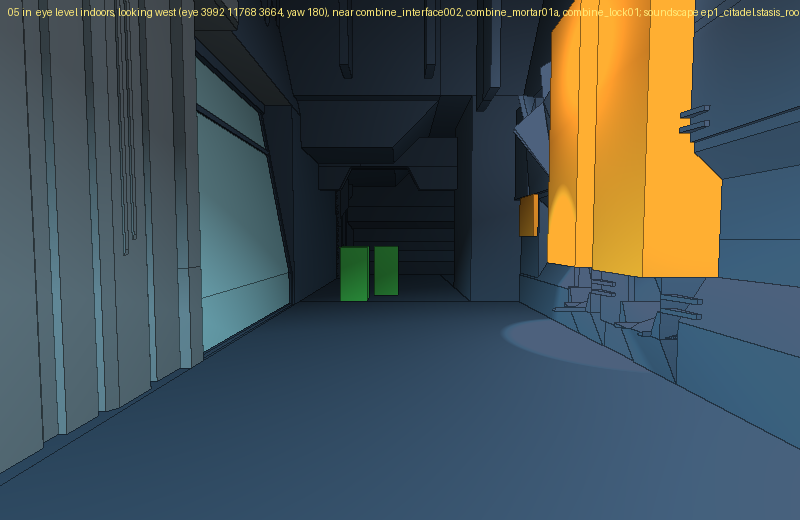 05 in eye level indoors, looking west (eye 3992 11768 3664, yaw 180), near combine_interface002, combine_mortar01a, combine_lock01; soundscape ep1_citadel.stasis_roo